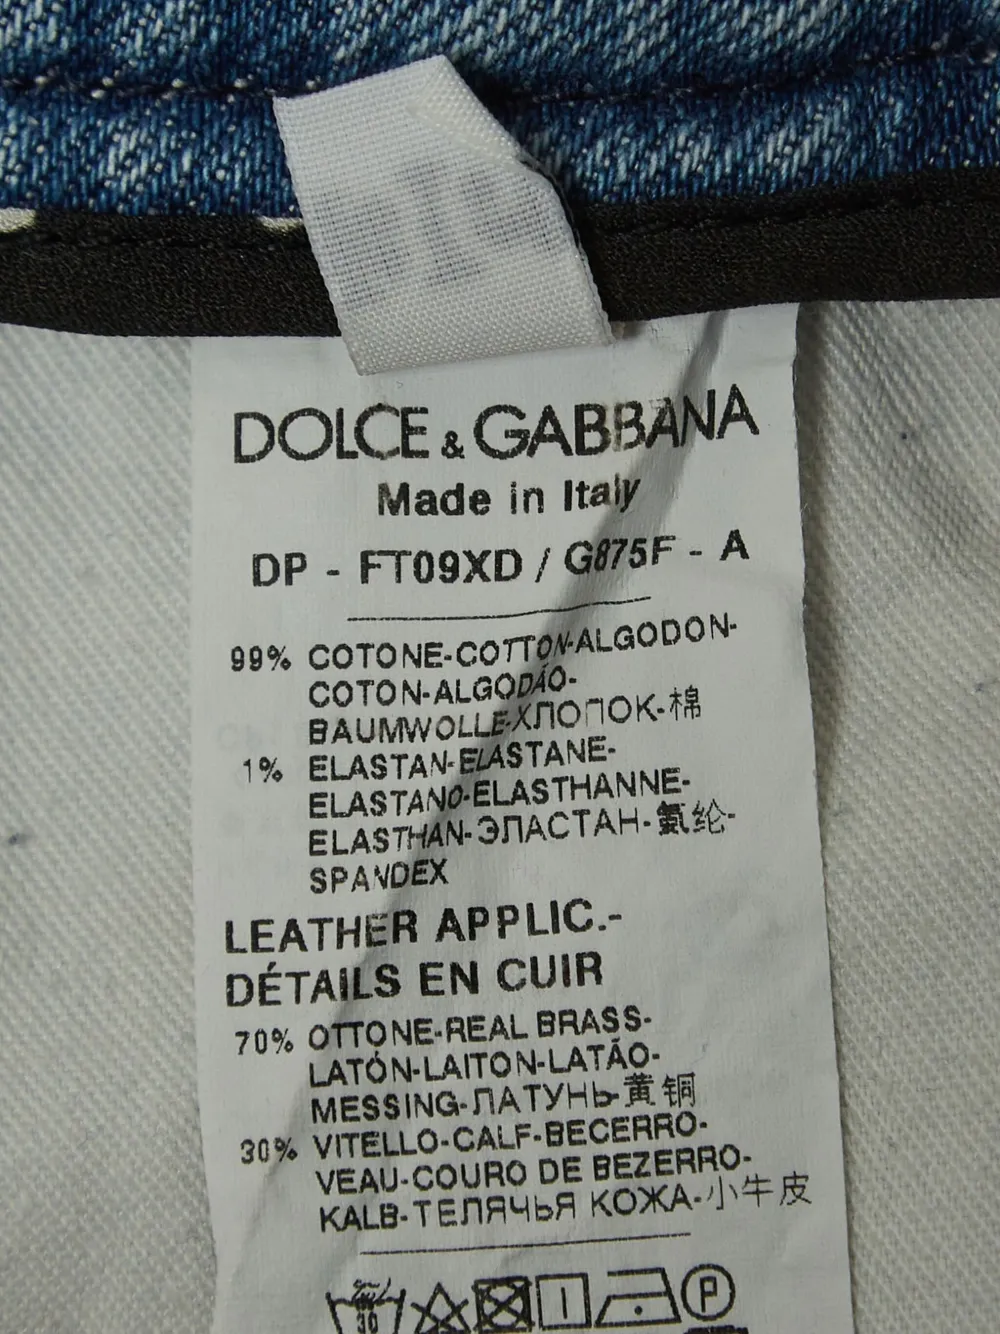 DOLCE & GABBANA
Made in Italy
DP - FT09XD / G875F - A
99% COTONE-COTTON-ALGODON-
COTON-ALGODÃO-
BAUMWOLLE-ХЛОПОК-棉
1% ELASTAN-ELASTANE-
ELASTANO-ELASTHANNE-
ELASTHAN-ЭЛАСТАН-氨纶-
SPANDEX
LEATHER APPLIC.-
DÉTAILS EN CUIR
70% OTTONE-REAL BRASS-
LATÓN-LAITON-LATÃO-
MESSING-ЛАТУНЬ-黄铜
30% VITELLO-CALF-BECERRO-
VEAU-COURO DE BEZERRO-
KALB-ТЕЛЯЧЬЯ КОЖА-小牛皮
30 P